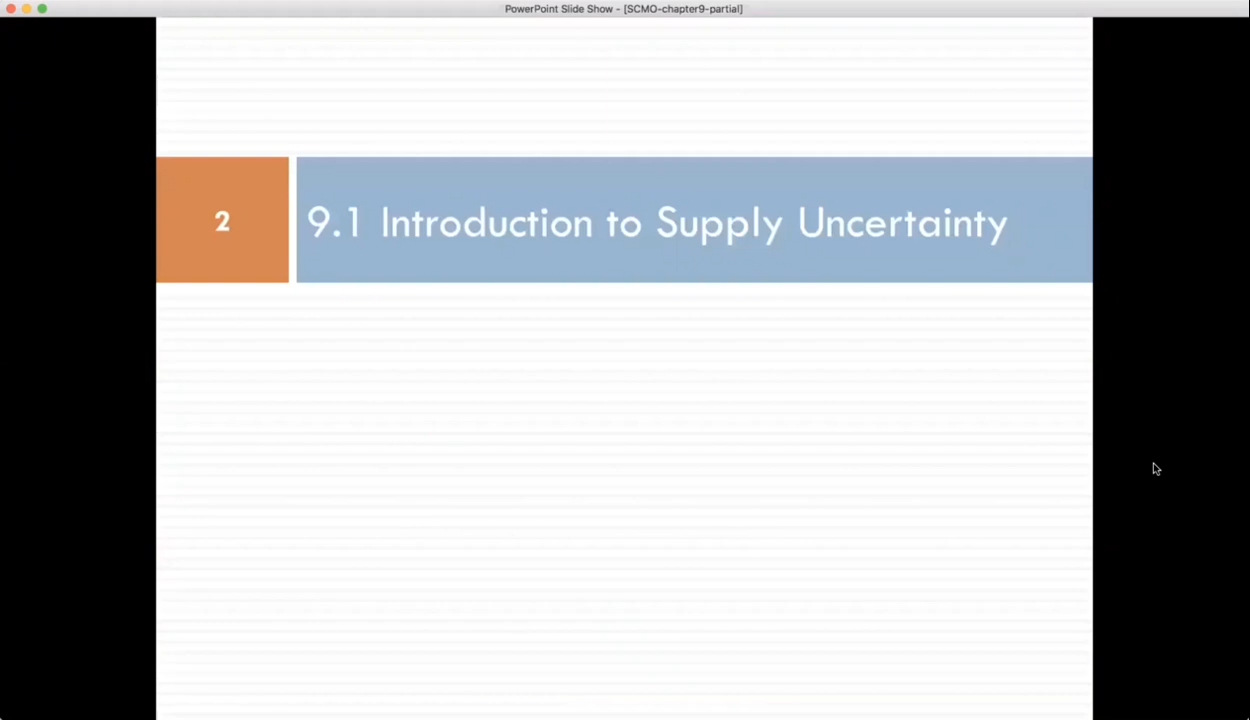 PowerPoint Slide Show - [SCMO-chapter9-partial]
2
9.1 Introduction to Supply Uncertainty